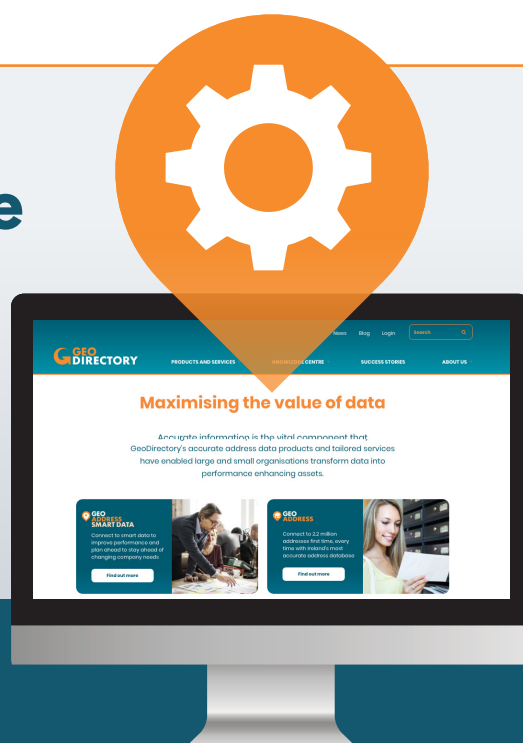 e
News Blog Login Search
GEO
DIRECTORY
PRODUCTS AND SERVICES KNOWLEDGE CENTRE SUCCESS STORIES ABOUT US
Maximising the value of data
Accurate information is the vital component that
GeoDirectory's accurate address data products and tailored services
have enabled large and small organisations transform data into
performance enhancing assets.
GEO
ADDRESS
SMART DATA
Connect to smart data to
improve performance and
plan ahead to stay ahead of
changing company needs
Find out more
GEO
ADDRESS
Connect to 2.2 million
addresses first time, every
time with Ireland's most
accurate address database
Find out more